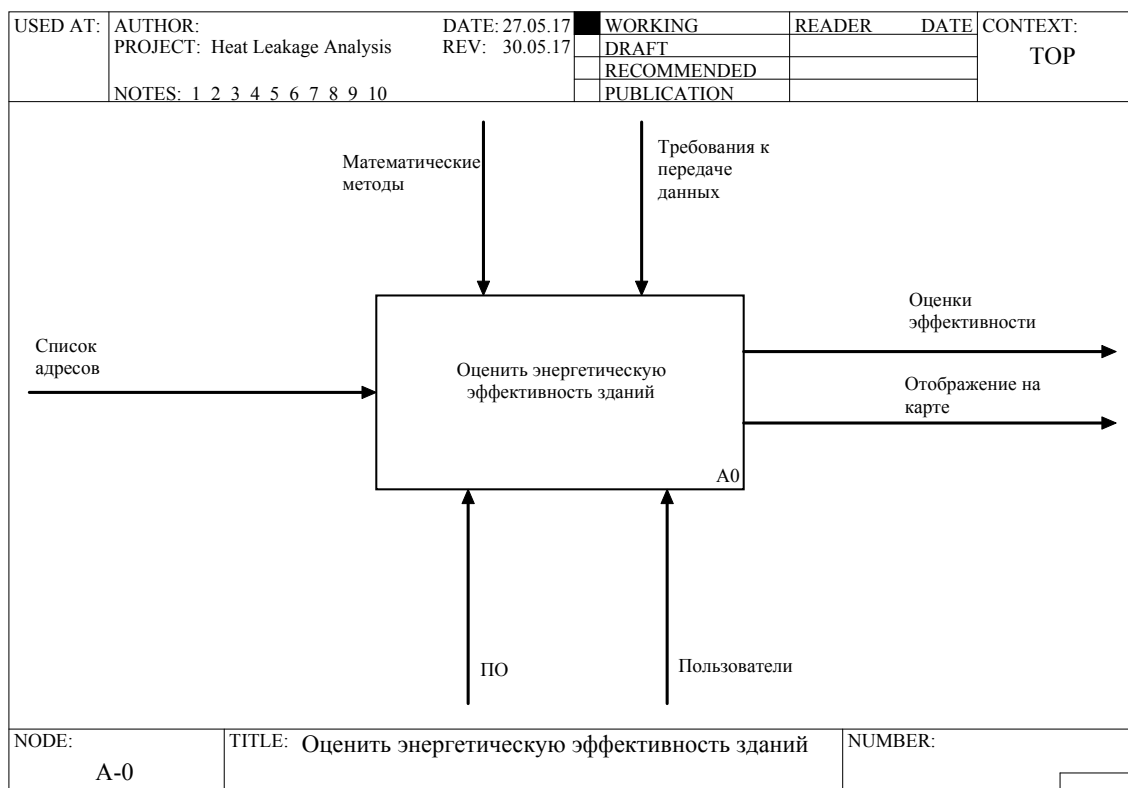 USED AT: AUTHOR: DATE: 27.05.17 WORKING READER DATE CONTEXT:
PROJECT: Heat Leakage Analysis REV: 30.05.17 DRAFT TOP
RECOMMENDED
NOTES: 1 2 3 4 5 6 7 8 9 10 PUBLICATION
Математические
методы
Требования к
передаче
данных
Список
адресов
Оценить энергетическую
эффективность зданий
A0
Оценки
эффективности
Отображение на
карте
ПО
Пользователи
NODE: TITLE: Оценить энергетическую эффективность зданий NUMBER:
A-0